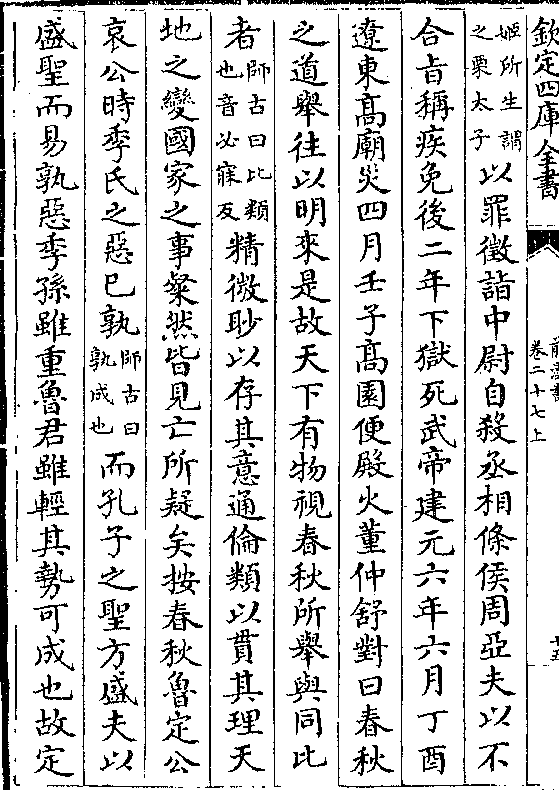 欽定四庫全書
前漢書
卷二十七上
十五
姬所生謂
之栗太子
以罪徵詣中尉自殺丞相條侯周亞夫以不
合旨稱疾免後二年下獄死武帝建元六年六月丁酉
遼東髙廟災四月壬子髙園便殿火董仲舒對曰春秋
之道舉往以明來是故天下有物視春秋所舉與同比
者
師古曰比類
也音必寐反
精微眇以存其意通倫類以貫其理天
地之變國家之事粲然皆見亡所疑矣按春秋魯定公
哀公時季氏之惡已孰
師古曰
孰成也
而孔子之聖方盛夫以
盛聖而易孰惡季孫雖重魯君雖輕其勢可成也故定